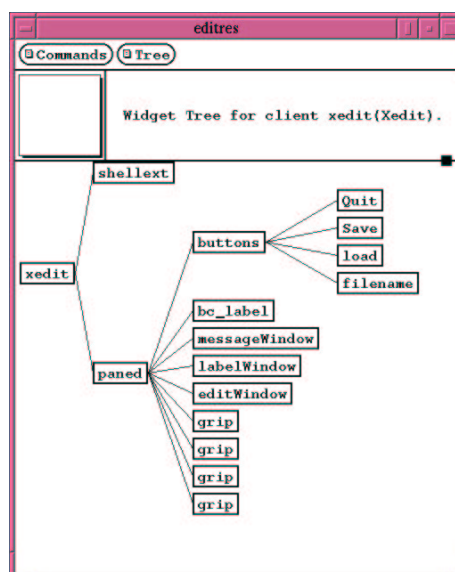 editres
Commands Tree
Widget Tree for client xedit(Xedit).
shellext
Quit
Save
buttons
load
xedit
filename
bc_label
messageWindow
labelWindow
paned
editWindow
grip
grip
grip
grip